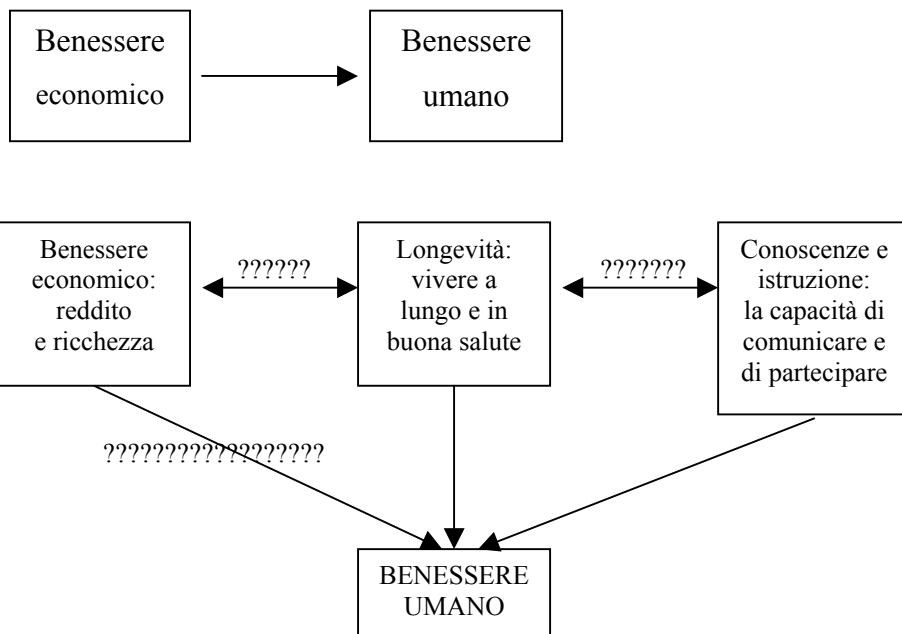 Benessere
economico
Benessere
umano
Benessere
economico:
reddito
e ricchezza
??????
Longevità:
vivere a
lungo e in
buona salute
???????
Conoscenze e
istruzione:
la capacità di
comunicare e
di partecipare
?????????????????
BENESSERE
UMANO